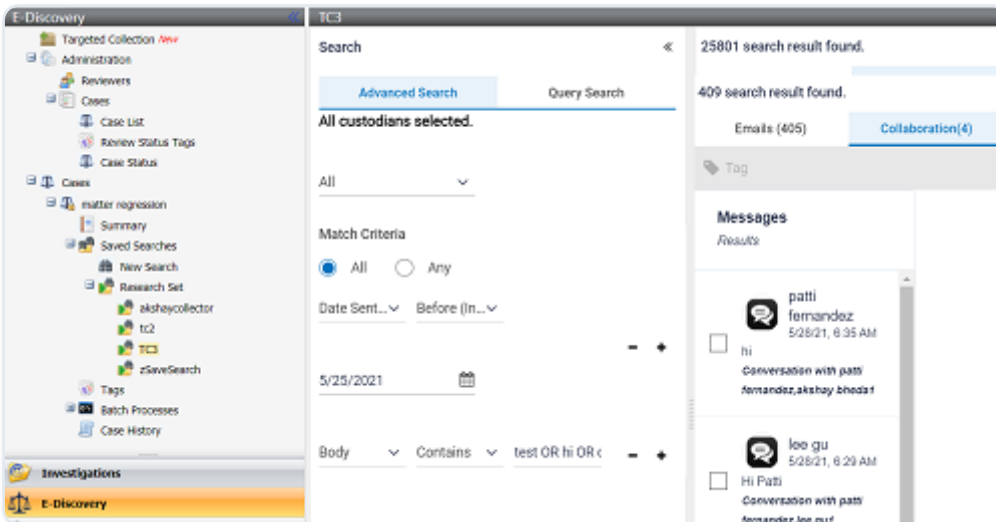 E-Discovery
Targeted Collection New
Administration
Reviewers
Cases
Case List
Review Status Tags
Case Status
Cases
matter regression
Summary
Saved Searches
New Search
Research Set
akshaycollector
tc2
TC3
zSaveSearch
Tags
Batch Processes
Case History
Investigations
E-Discovery
TC3
Search
Advanced Search
Query Search
All custodians selected.
All
Match Criteria
All
Any
Date Sent...
Before (In...
5/25/2021
Body
Contains
test OR hi OR
25801 search result found.
409 search result found.
Emails (405)
Collaboration(4)
Tag
Messages
Results
patti
fernandez
5/28/21, 6:35 AM
hi
Conversation with patti
fernandez,akshay bheda1
lee gu
5/28/21, 6:29 AM
Hi Patti
Conversation with patti
fernandez,lee gu1